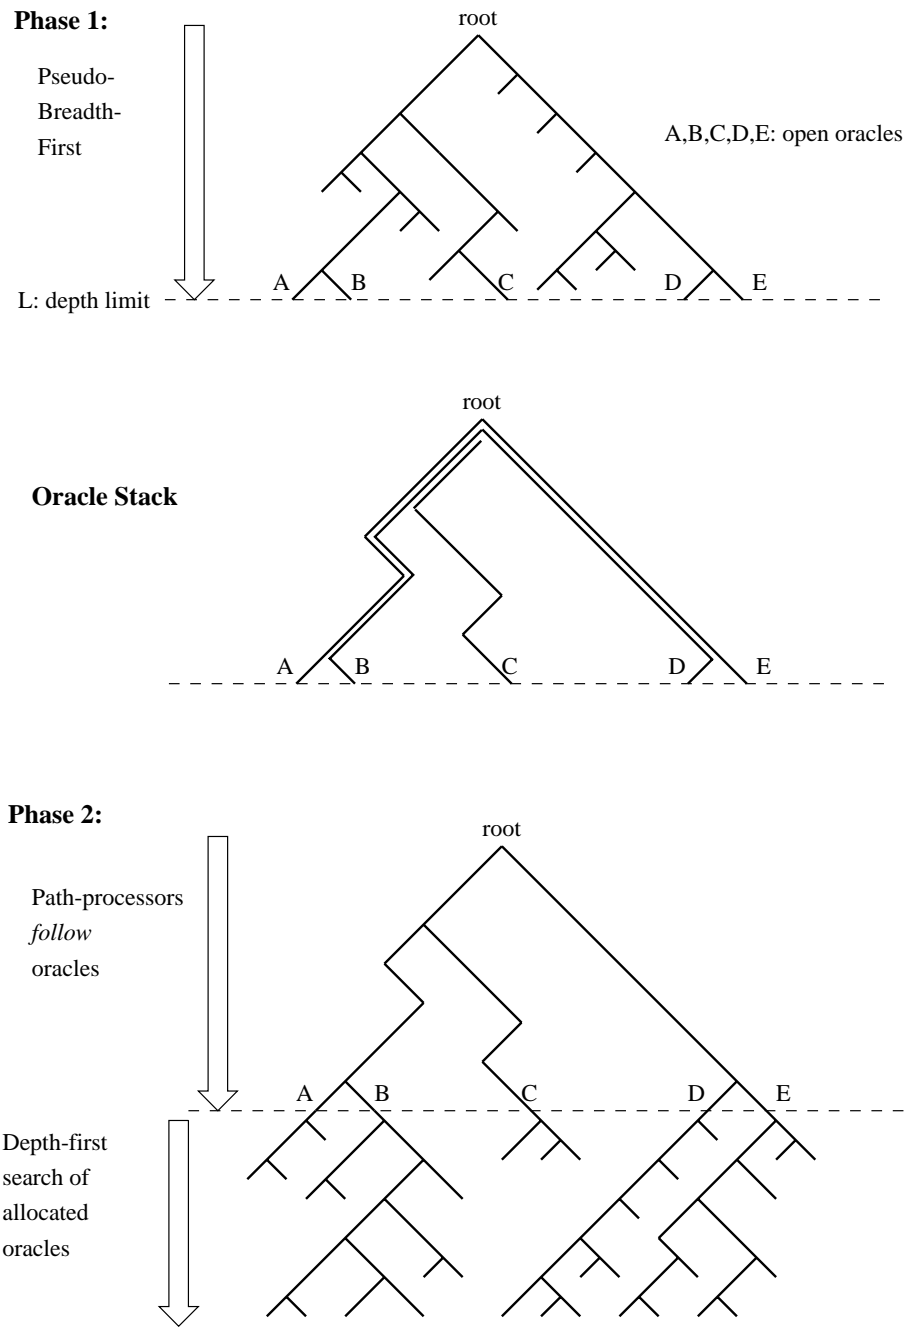 Phase 1:
root
Pseudo-
Breadth-
First
A,B,C,D,E: open oracles
A B C D E
L: depth limit
root
Oracle Stack
A B C D E
Phase 2:
root
Path-processors
follow
oracles
A B C D E
Depth-first
search of
allocated
oracles